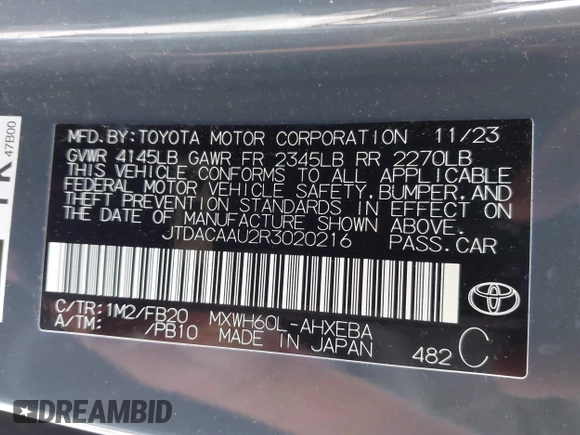 47B00
MFD.BY:TOYOTA MOTOR CORPORATION 11/23
GVWR 4145LB GAWR FR 2345LB RR 2270LB
THIS VEHICLE CONFORMS TO ALL APPLICABLE
FEDERAL MOTOR VEHICLE SAFETY,BUMPER,AND
THEFT PREVENTION STANDARDS IN EFFECT ON
THE DATE OF MANUFACTURE SHOWN ABOVE.
JTDACAAU2R3020216 PASS.CAR
C/TR:1M2/FB20 MXWH60L-AHXEBA
A/TM: /PB10 MADE IN JAPAN 482 C
DREAMBID